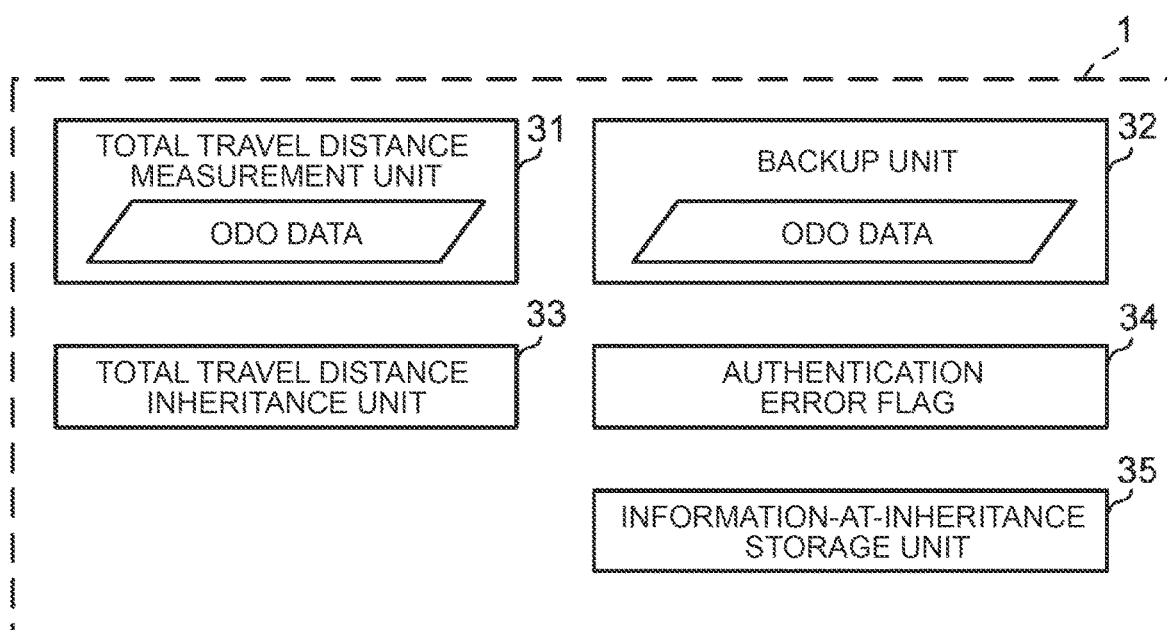 1
31
TOTAL TRAVEL DISTANCE
MEASUREMENT UNIT
ODO DATA
32
BACKUP UNIT
ODO DATA
33
TOTAL TRAVEL DISTANCE
INHERITANCE UNIT
34
AUTHENTICATION
ERROR FLAG
35
INFORMATION-AT-INHERITANCE
STORAGE UNIT